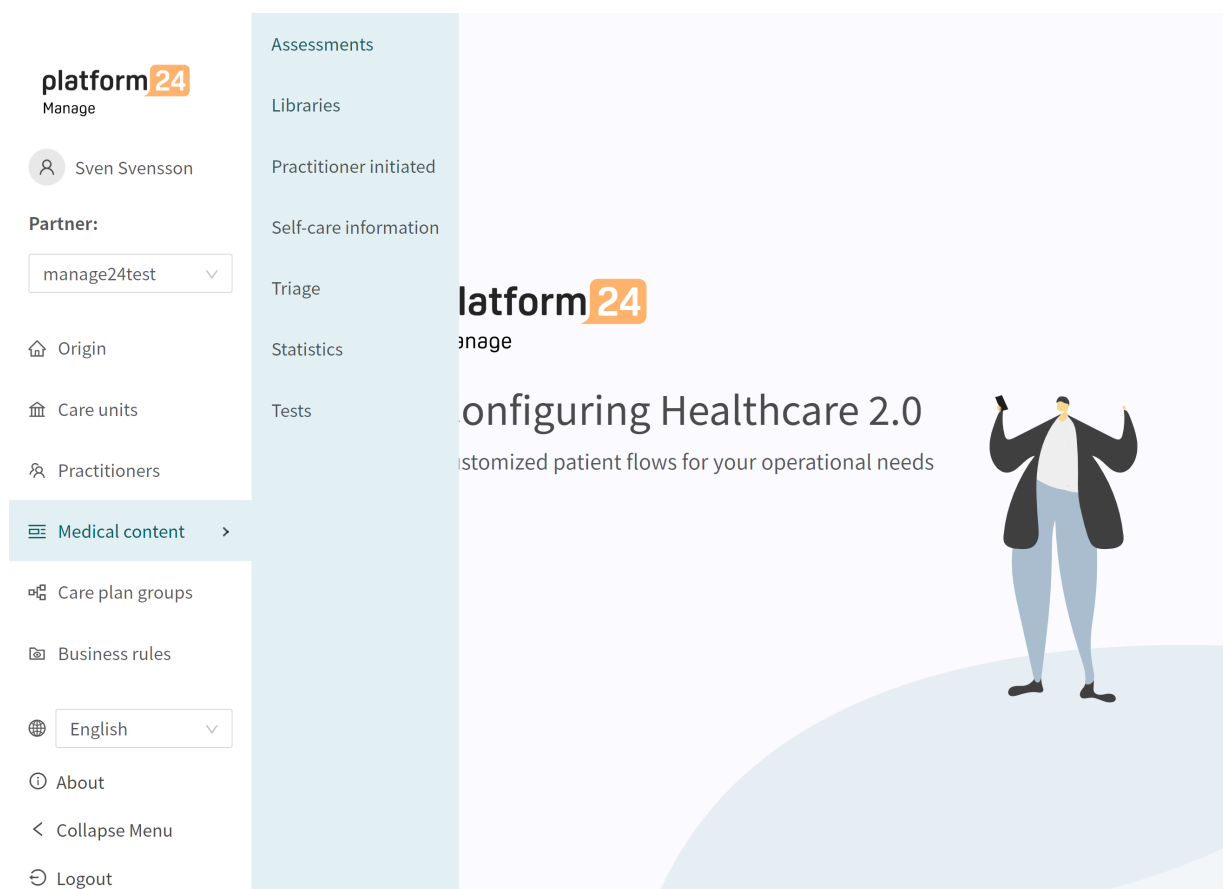 platform24
Manage
Sven Svensson
Partner:
manage24test
Origin
Care units
Practitioners
Medical content
Care plan groups
Business rules
English
About
Collapse Menu
Logout
Assessments
Libraries
Practitioner initiated
Self-care information
Triage
Statistics
Tests
latform24
anage
onfiguring Healthcare 2.0
stomized patient flows for your operational needs